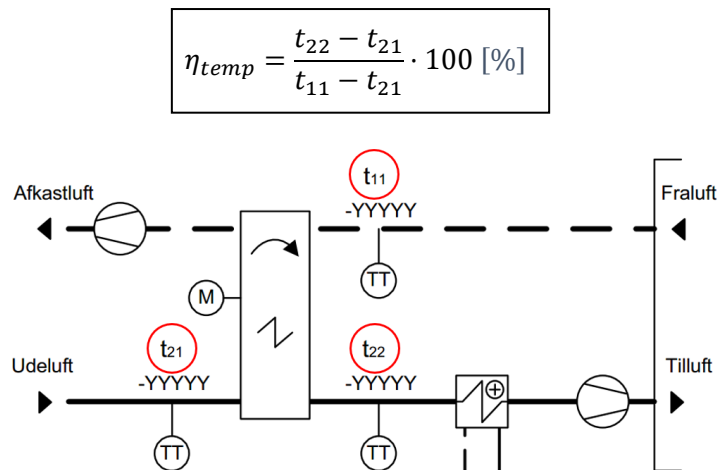 η_temp = (t₂₂ − t₂₁) / (t₁₁ − t₂₁) · 100 [%]
t₁₁
Afkastluft
-YYYYY
Fraluft
TT
M
t₂₁
t₂₂
Udeluft
-YYYYY
-YYYYY
Tilluft
TT
TT